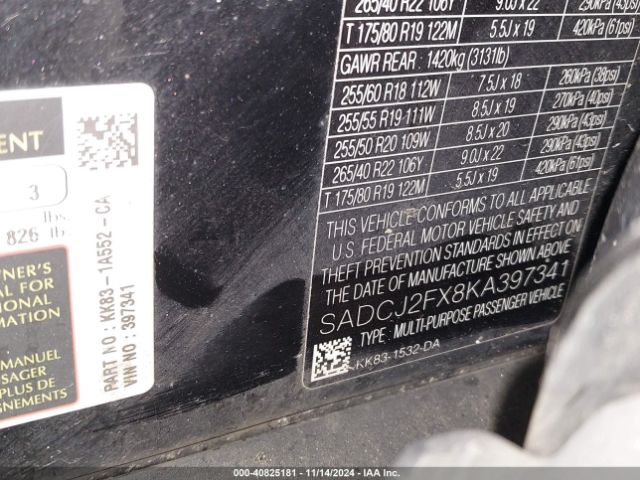 265/40 R22 106Y 9.0J x 22 290kPa (43psi)
T 175/80 R19 122M 5.5J x 19 420kPa (61psi)
GAWR REAR : 1420kg (3131lb)
255/60 R18 112W 7.5J x 18 260kPa (38psi)
255/55 R19 111W 8.5J x 19 270kPa (40psi)
255/50 R20 109W 8.5J x 20 290kPa (43psi)
265/40 R22 106Y 9.0J x 22 290kPa (43psi)
T 175/80 R19 122M 5.5J x 19 420kPa (61psi)
THIS VEHICLE CONFORMS TO ALL APPLICABLE
U.S. FEDERAL MOTOR VEHICLE SAFETY AND
THEFT PREVENTION STANDARDS IN EFFECT ON
THE DATE OF MANUFACTURE SHOWN ABOVE
SADCJ2FX8KA397341
TYPE: MULTI-PURPOSE PASSENGER VEHICLE
KK83-1532-DA
ENT
3
lbs
826 lb
NER'S
AL FOR
IONAL
RMATION
MANUEL
SAGER
PLUS DE
GNEMENTS
PART NO : KK83-1A552-CA
VIN NO : 397341
000-40825181 - 11/14/2024 - IAA Inc.